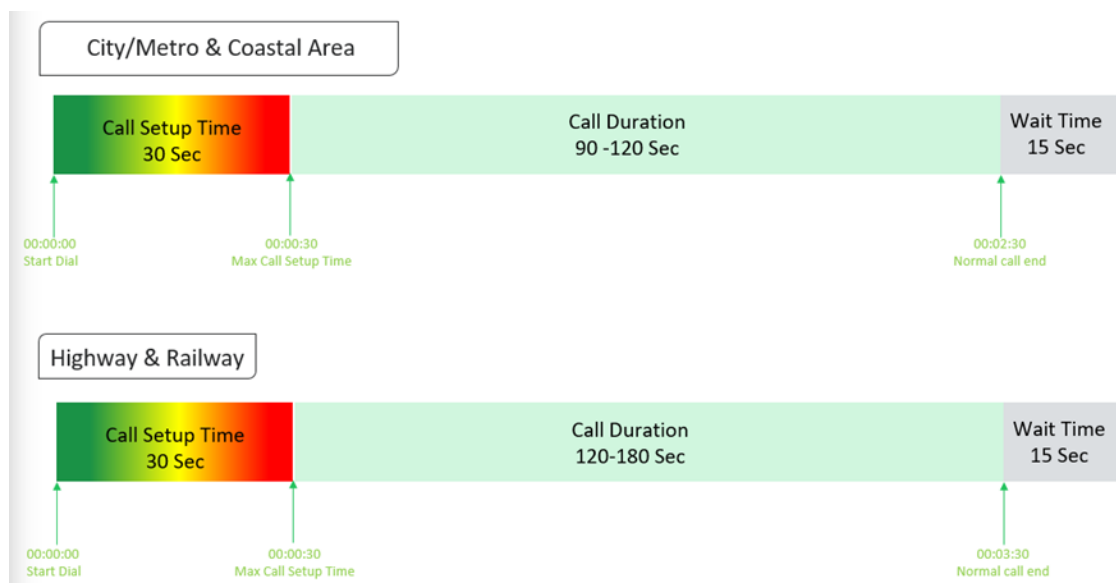 City/Metro & Coastal Area
Call Setup Time
30 Sec
Call Duration
90 -120 Sec
Wait Time
15 Sec
00:00:00
Start Dial
00:00:30
Max Call Setup Time
00:02:30
Normal call end
Highway & Railway
Call Setup Time
30 Sec
Call Duration
120-180 Sec
Wait Time
15 Sec
00:00:00
Start Dial
00:00:30
Max Call Setup Time
00:03:30
Normal call end